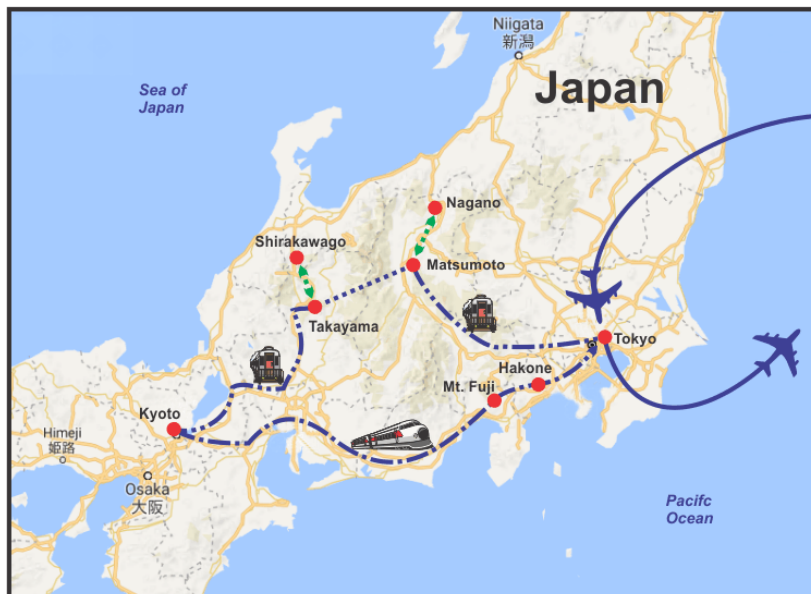 Niigata
新潟
Japan
Sea of
Japan
Nagano
Shirakawago
Matsumoto
Takayama
Tokyo
Hakone
Mt. Fuji
Kyoto
Himeji
姫路
Osaka
大阪
Pacifc
Ocean